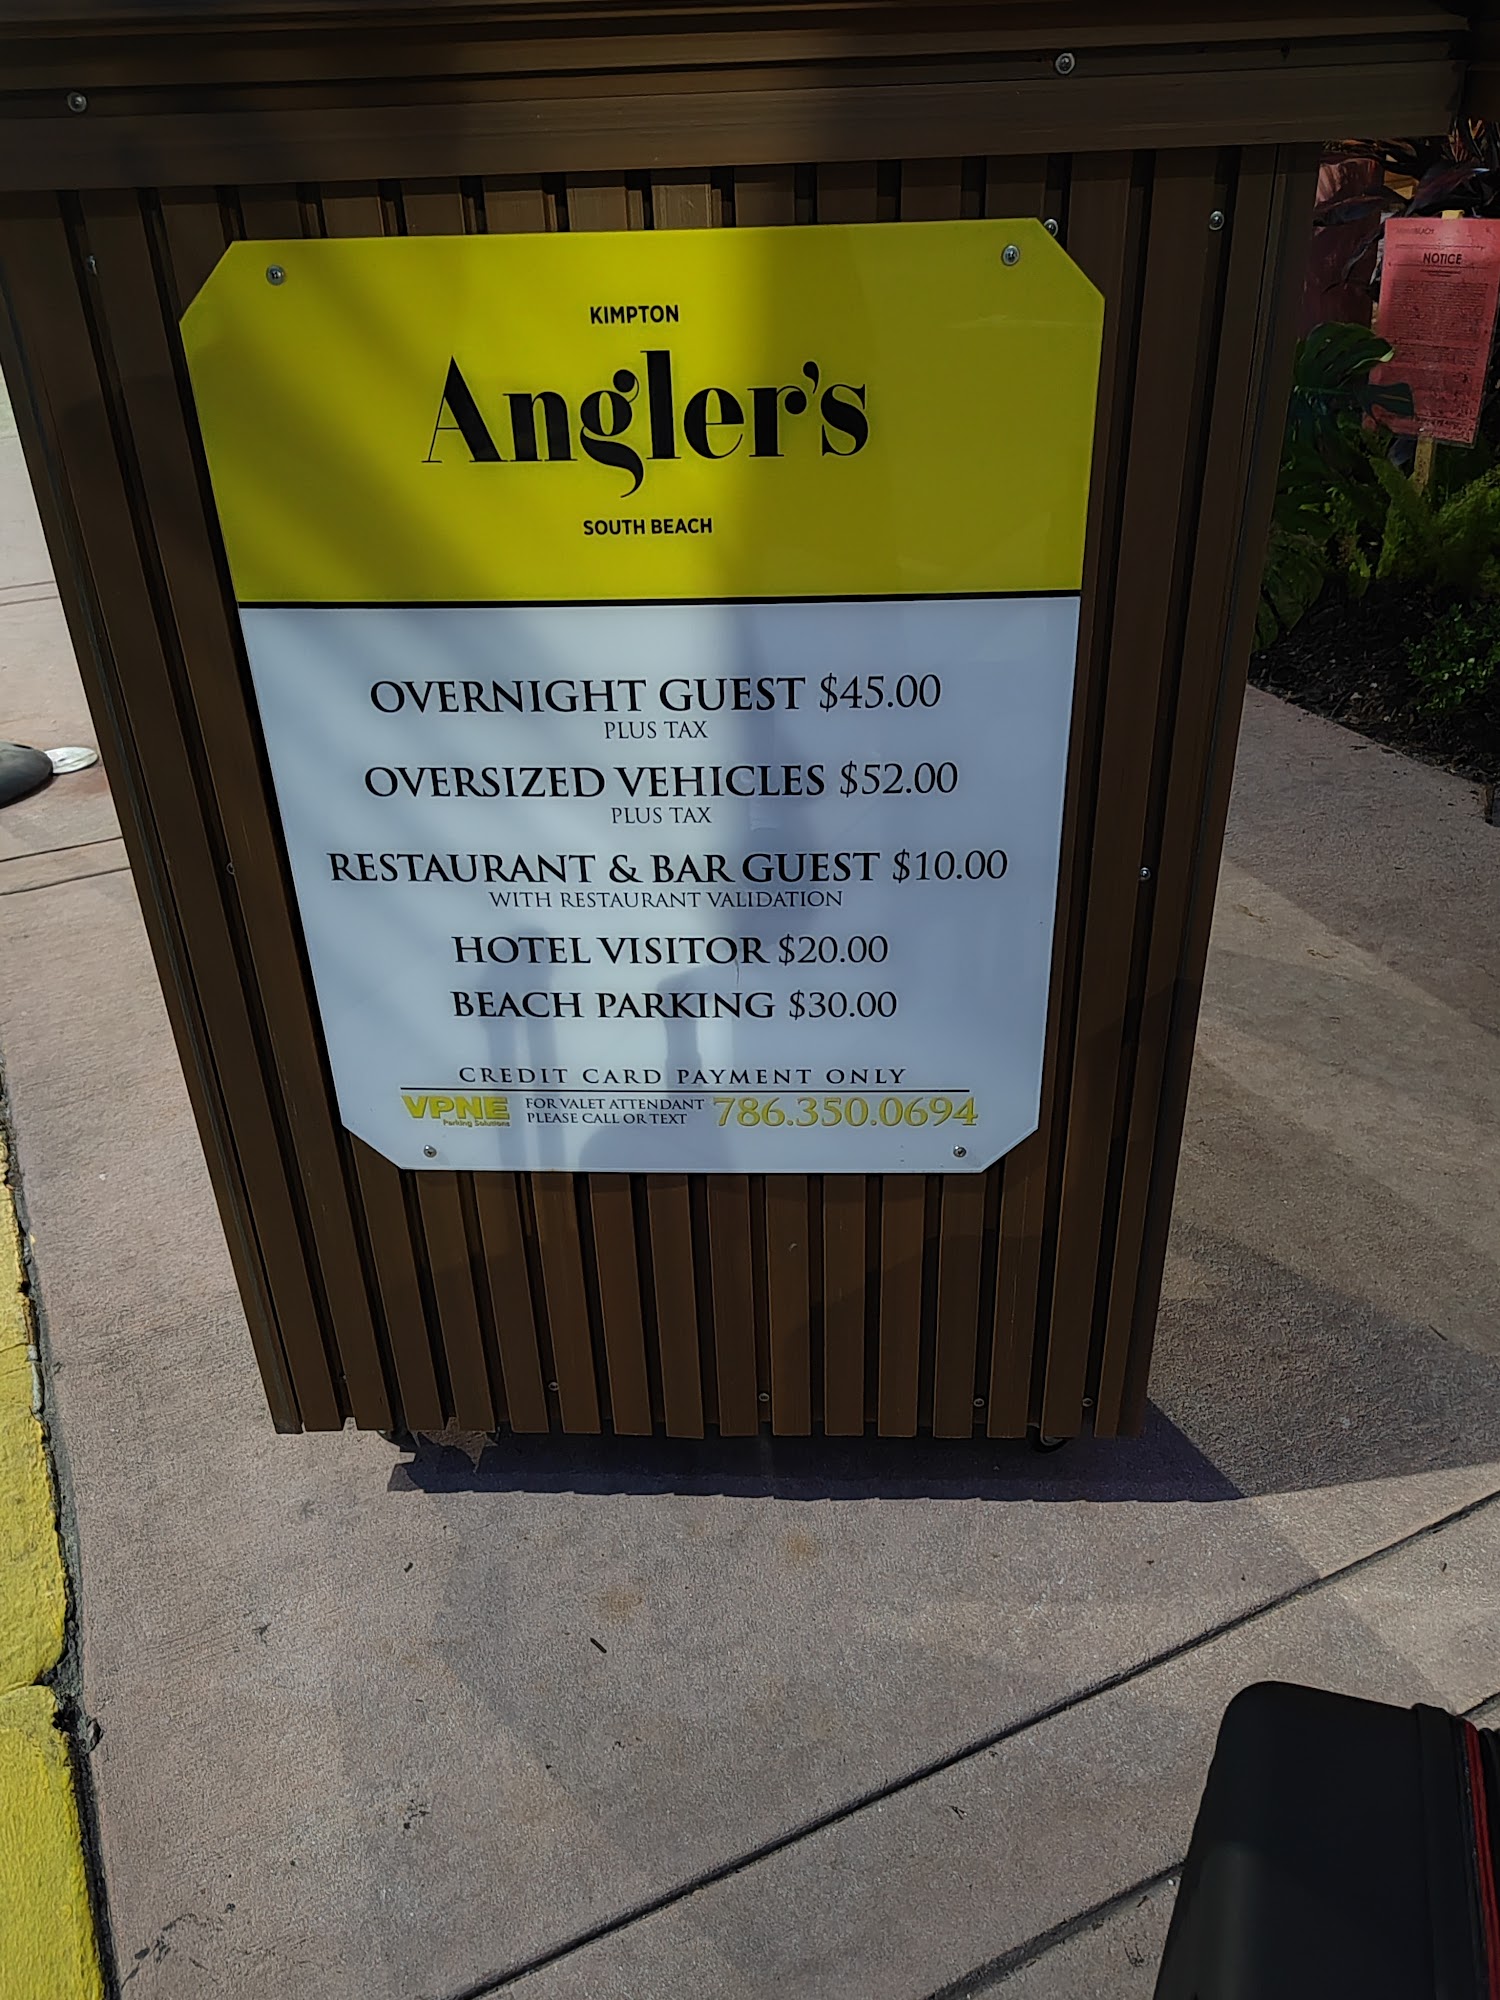 KIMPTON
Angler's
SOUTH BEACH
OVERNIGHT GUEST $45.00
PLUS TAX
OVERSIZED VEHICLES $52.00
PLUS TAX
RESTAURANT & BAR GUEST $10.00
WITH RESTAURANT VALIDATION
HOTEL VISITOR $20.00
BEACH PARKING $30.00
CREDIT CARD PAYMENT ONLY
VPNE
Parking Solutions
FOR VALET ATTENDANT
PLEASE CALL OR TEXT
786.350.0694
NOTICE